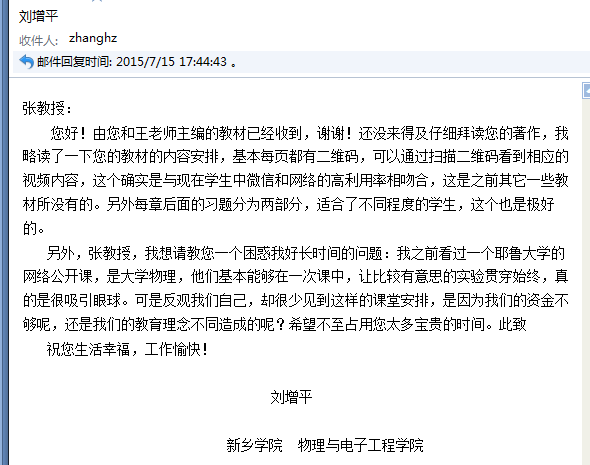 刘增平
收件人: zhanghz
邮件回复时间: 2015/7/15 17:44:43 。
张教授：
您好！由您和王老师主编的教材已经收到，谢谢！还没来得及仔细拜读您的著作，我
略读了一下您的教材的内容安排，基本每页都有二维码，可以通过扫描二维码看到相应的
视频内容，这个确实是与现在学生中微信和网络的高利用率相吻合，这是之前其它一些教
材所没有的。另外每章后面的习题分为两部分，适合了不同程度的学生，这个也是极好
的。
另外，张教授，我想请教您一个困惑我好长时间的问题：我之前看过一个耶鲁大学的
网络公开课，是大学物理，他们基本能够在一次课中，让比较有意思的实验贯穿始终，真
的是很吸引眼球。可是反观我们自己，却很少见到这样的课堂安排，是因为我们的资金不
够呢，还是我们的教育理念不同造成的呢？希望不至占用您太多宝贵的时间。此致
祝您生活幸福，工作愉快！
刘增平
新乡学院 物理与电子工程学院